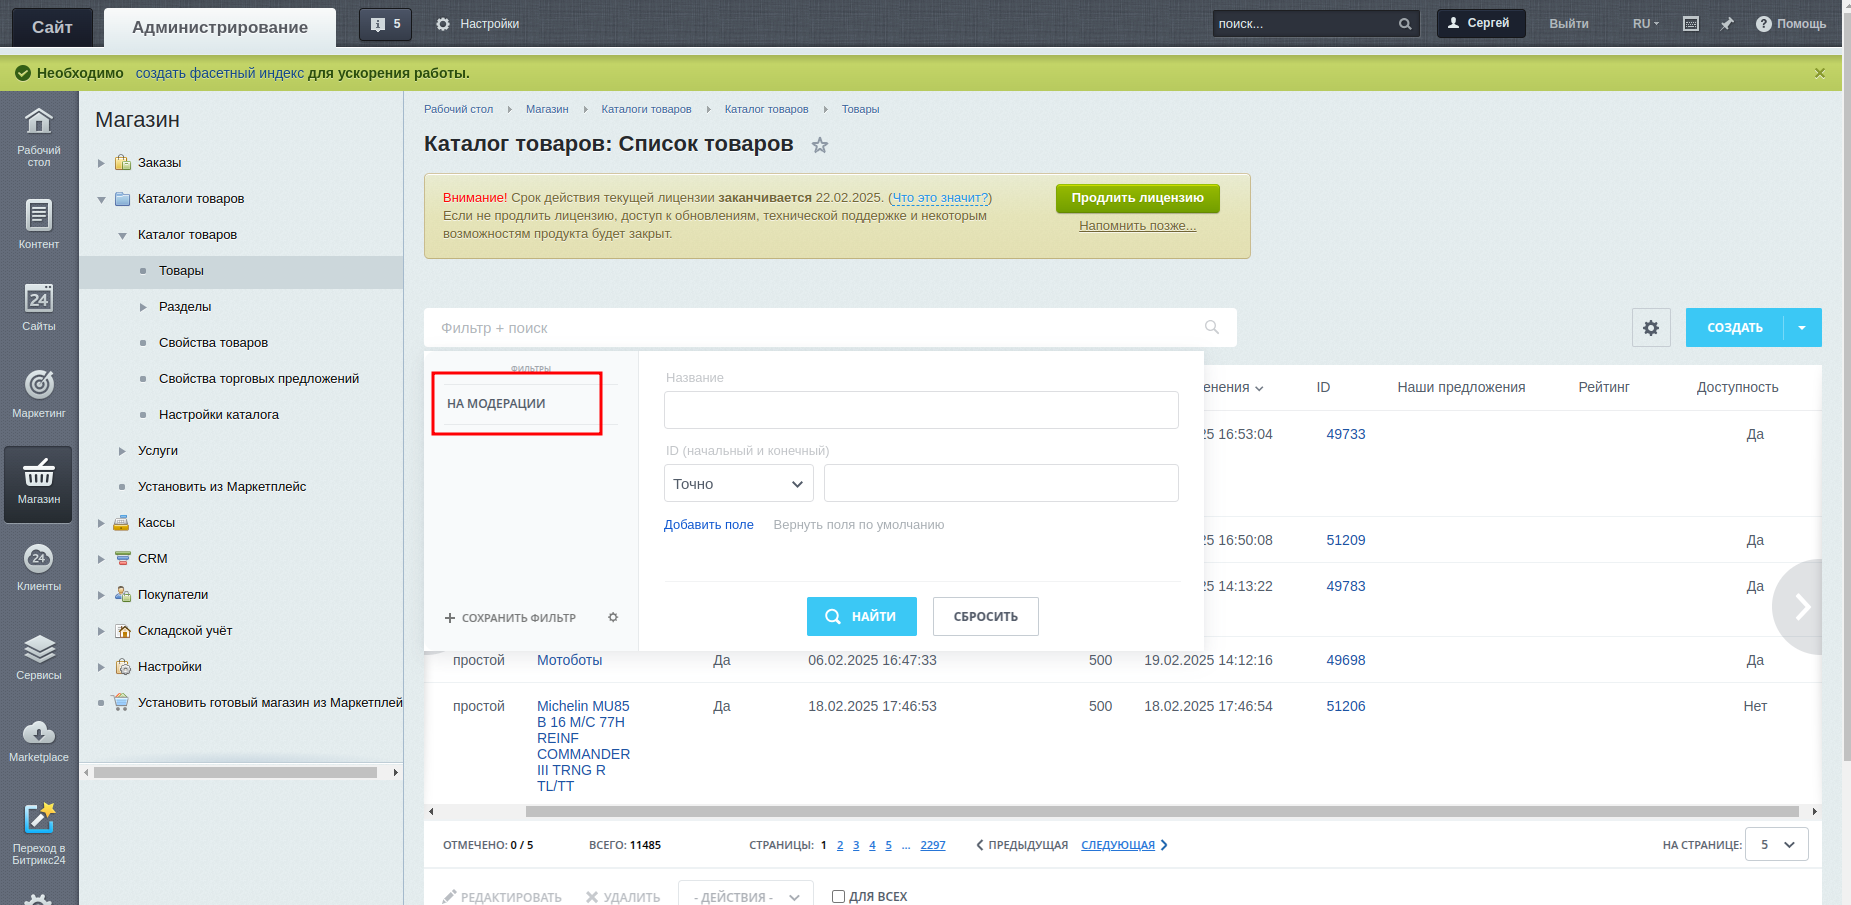 Сайт
Администрирование
5
Настройки
поиск...
Сергей
Выйти
RU
Помощь
Необходимо создать фасетный индекс для ускорения работы.
Рабочий стол
Контент
24
Сайты
Маркетинг
Магазин
24
Клиенты
Сервисы
Marketplace
Переход в Битрикс24
Магазин
Заказы
Каталоги товаров
Каталог товаров
Товары
Разделы
Свойства товаров
Свойства торговых предложений
Настройки каталога
Услуги
Установить из Маркетплейс
Кассы
CRM
Покупатели
Складской учёт
Настройки
Установить готовый магазин из Маркетплей
Рабочий стол
Магазин
Каталоги товаров
Каталог товаров
Товары
Каталог товаров: Список товаров
Внимание! Срок действия текущей лицензии заканчивается 22.02.2025. (Что это значит?)
Если не продлить лицензию, доступ к обновлениям, технической поддержке и некоторым
возможностям продукта будет закрыт.
Продлить лицензию
Напомнить позже...
Фильтр + поиск
СОЗДАТЬ
ФИЛЬТРЫ
НА МОДЕРАЦИИ
+ СОХРАНИТЬ ФИЛЬТР
Название
ID (начальный и конечный)
Точно
Добавить поле
Вернуть поля по умолчанию
НАЙТИ
СБРОСИТЬ
енения ID Наши предложения Рейтинг Доступность
25 16:53:04 49733 Да
25 16:50:08 51209 Да
25 14:13:22 49783 Да
простой Мотоботы Да 06.02.2025 16:47:33 500 19.02.2025 14:12:16 49698 Да
простой Michelin MU85 Да 18.02.2025 17:46:53 500 18.02.2025 17:46:54 51206 Нет
B 16 M/C 77H
REINF
COMMANDER
III TRNG R
TL/TT
ОТМЕЧЕНО: 0 / 5
ВСЕГО: 11485
СТРАНИЦЫ: 1 2 3 4 5 ... 2297
ПРЕДЫДУЩАЯ
СЛЕДУЮЩАЯ
НА СТРАНИЦЕ: 5
РЕДАКТИРОВАТЬ
УДАЛИТЬ
- ДЕЙСТВИЯ -
ДЛЯ ВСЕХ